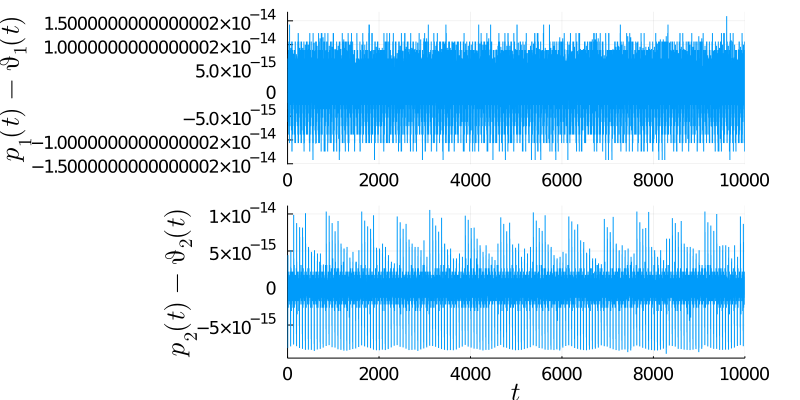 p₁(t) − ϑ₁(t)
1.5000000000000002×10⁻¹⁴
1.0000000000000002×10⁻¹⁴
5.0×10⁻¹⁵
0
−5.0×10⁻¹⁵
−1.0000000000000002×10⁻¹⁴
−1.5000000000000002×10⁻¹⁴
0 2000 4000 6000 8000 10000
p₂(t) − ϑ₂(t)
1×10⁻¹⁴
5×10⁻¹⁵
0
−5×10⁻¹⁵
0 2000 4000 6000 8000 10000
t